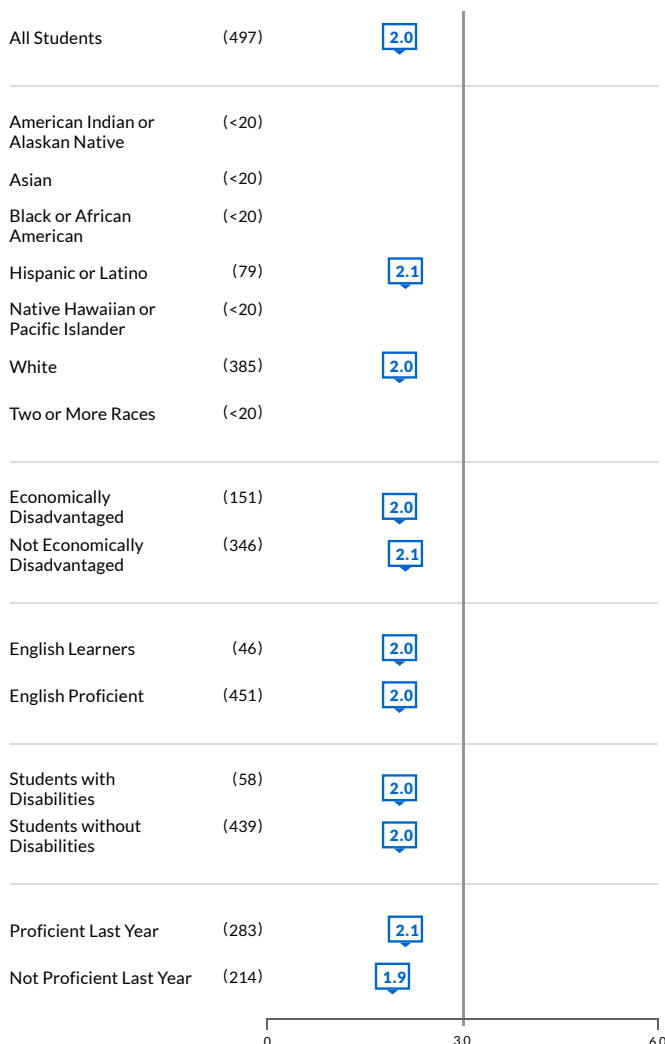 All Students (497) 2.0
American Indian or (<20)
Alaskan Native
Asian (<20)
Black or African (<20)
American
Hispanic or Latino (79) 2.1
Native Hawaiian or (<20)
Pacific Islander
White (385) 2.0
Two or More Races (<20)
Economically (151) 2.0
Disadvantaged
Not Economically (346) 2.1
Disadvantaged
English Learners (46) 2.0
English Proficient (451) 2.0
Students with (58) 2.0
Disabilities
Students without (439) 2.0
Disabilities
Proficient Last Year (283) 2.1
Not Proficient Last Year (214) 1.9
0 3.0 6.0